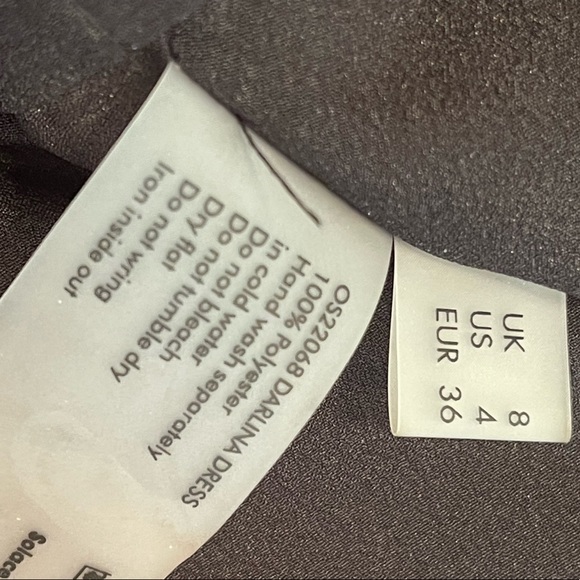 OS22068 DARLINA DRESS
100% Polyester
Hand wash separately
in cold water
Do not bleach
Do not tumble dry
Dry flat
Do not wring
Iron inside out
Solace
UK 8
US 4
EUR 36